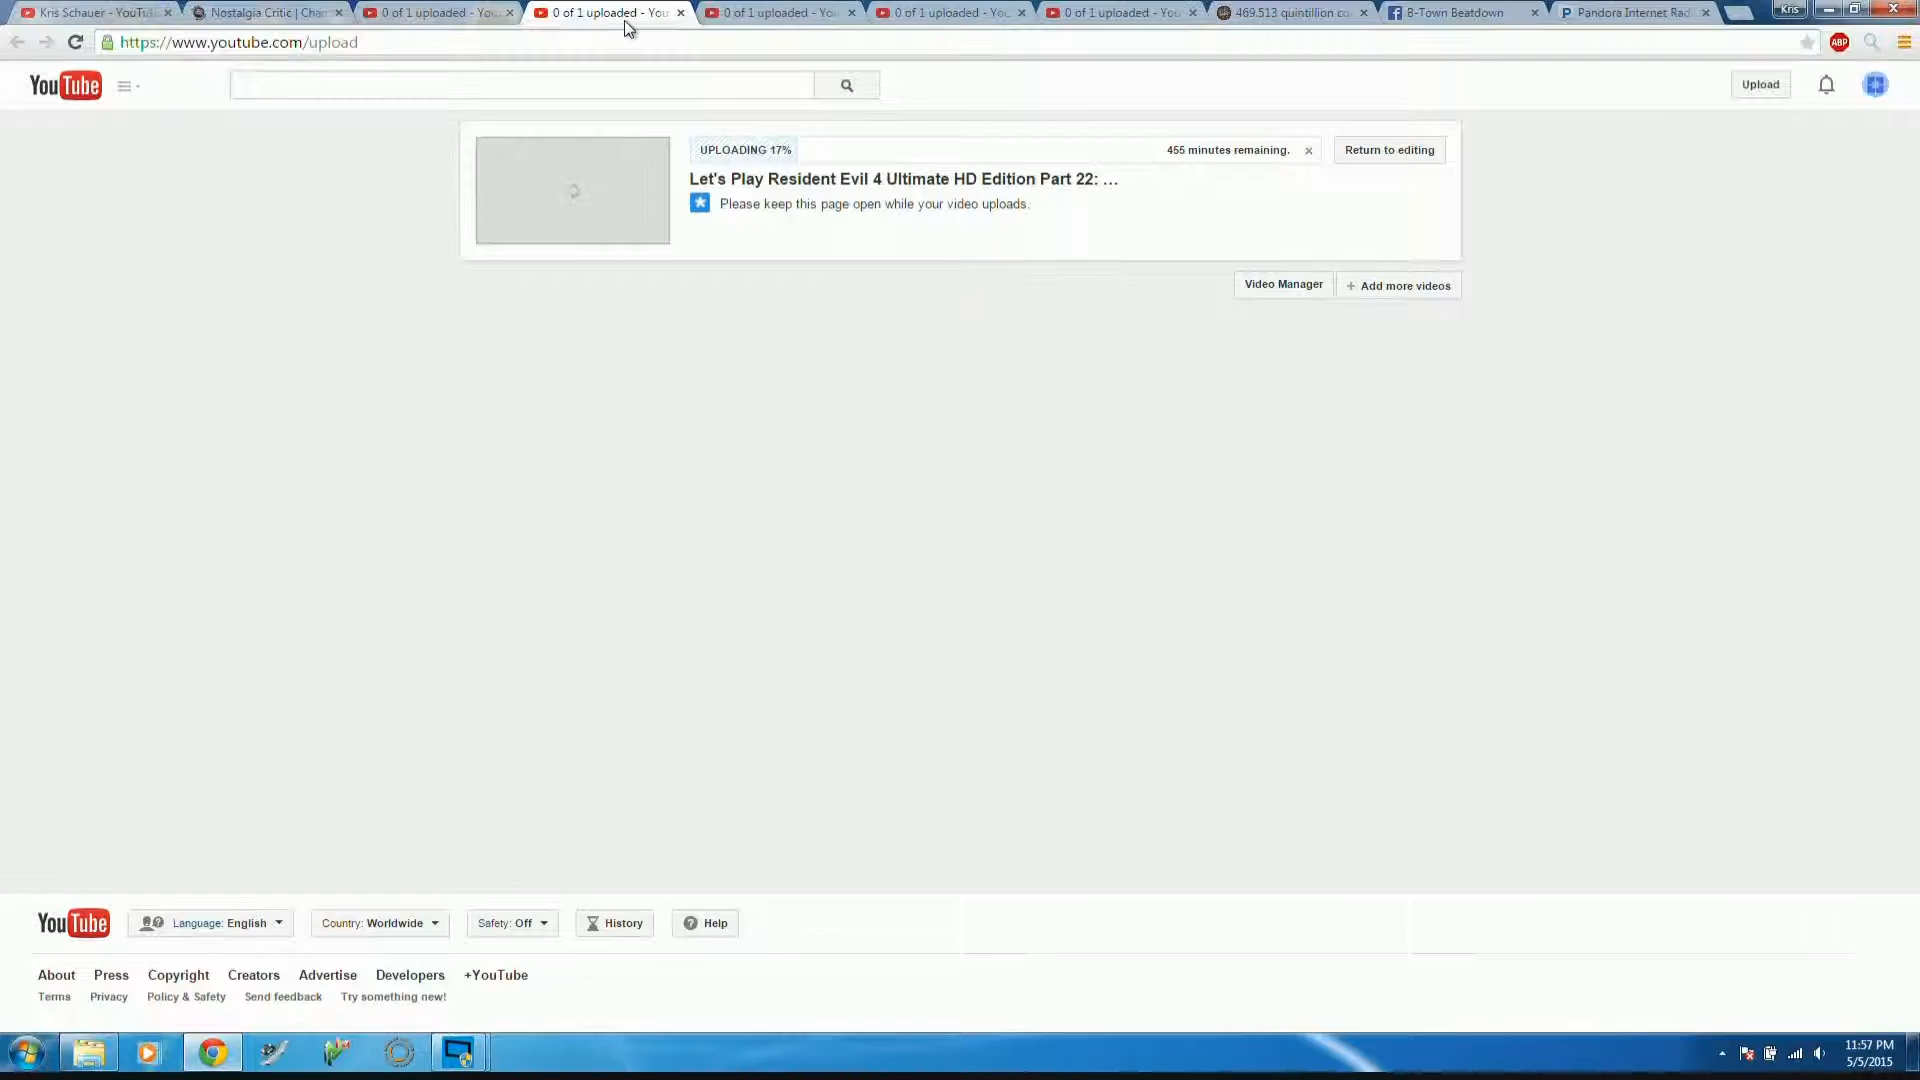 Kris Schauer - YouTu
Nostalgia Critic | Chan
0 of 1 uploaded - You
0 of 1 uploaded - You
0 of 1 uploaded - You
0 of 1 uploaded - You
0 of 1 uploaded - You
469.513 quintillion co
B-Town Beatdown
Pandora Internet Rad
Kris
https://www.youtube.com/upload
ABP
YouTube
Upload
UPLOADING 17%
455 minutes remaining.
Return to editing
Let's Play Resident Evil 4 Ultimate HD Edition Part 22: ...
Please keep this page open while your video uploads.
Video Manager
+ Add more videos
YouTube
Language: English
Country: Worldwide
Safety: Off
History
Help
About Press Copyright Creators Advertise Developers +YouTube
Terms Privacy Policy & Safety Send feedback Try something new!
11:57 PM
5/5/2015